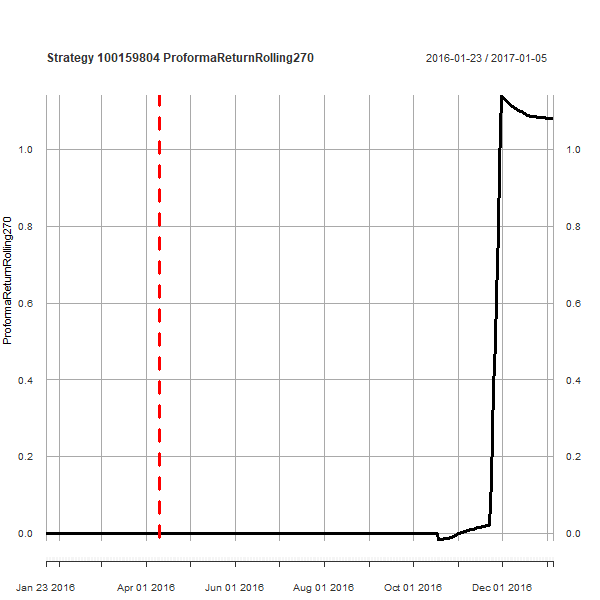 Strategy 100159804 ProformaReturnRolling270
2016-01-23 / 2017-01-05
ProformaReturnRolling270
1.0 1.0
0.8 0.8
0.6 0.6
0.4 0.4
0.2 0.2
0.0 0.0
Jan 23 2016 Apr 01 2016 Jun 01 2016 Aug 01 2016 Oct 01 2016 Dec 01 2016